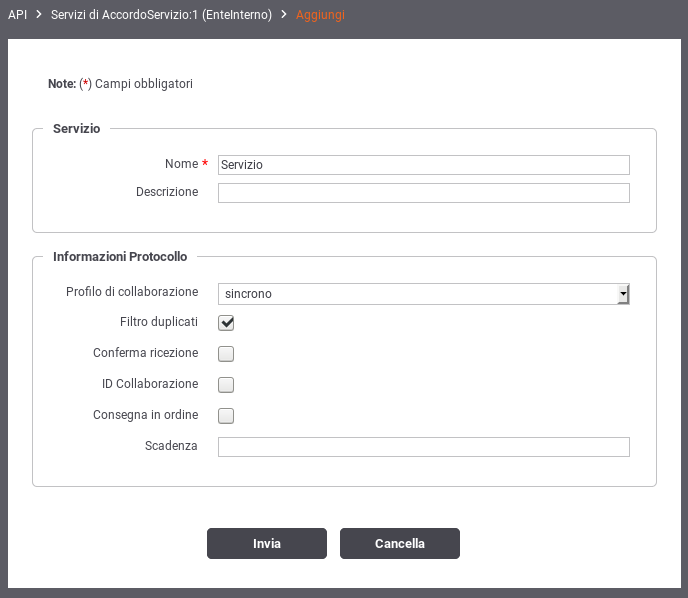 API > Servizi di AccordoServizio:1 (EnteInterno) > Aggiungi
Note: (*) Campi obbligatori
Servizio
Nome * Servizio
Descrizione
Informazioni Protocollo
Profilo di collaborazione sincrono
Filtro duplicati
Conferma ricezione
ID Collaborazione
Consegna in ordine
Scadenza
Invia Cancella